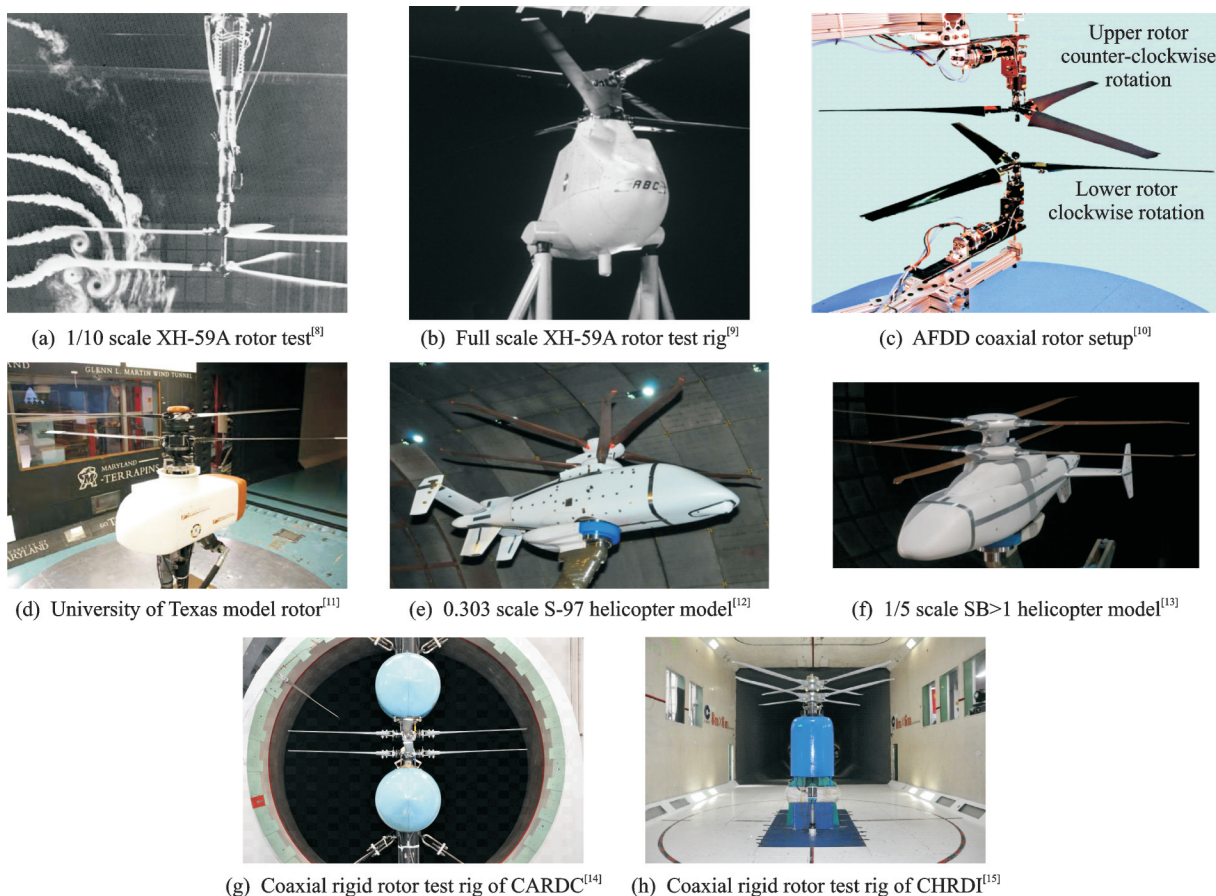 Upper rotor
counter-clockwise
rotation
Lower rotor
clockwise rotation
ABC
(a) 1/10 scale XH-59A rotor test[8]
(b) Full scale XH-59A rotor test rig[9]
(c) AFDD coaxial rotor setup[10]
GLENN L. MARTIN WIND TUNNEL
MARYLAND
TERRAPINS
(d) University of Texas model rotor[11]
(e) 0.303 scale S-97 helicopter model[12]
(f) 1/5 scale SB>1 helicopter model[13]
(g) Coaxial rigid rotor test rig of CARDC[14]
(h) Coaxial rigid rotor test rig of CHRDI[15]